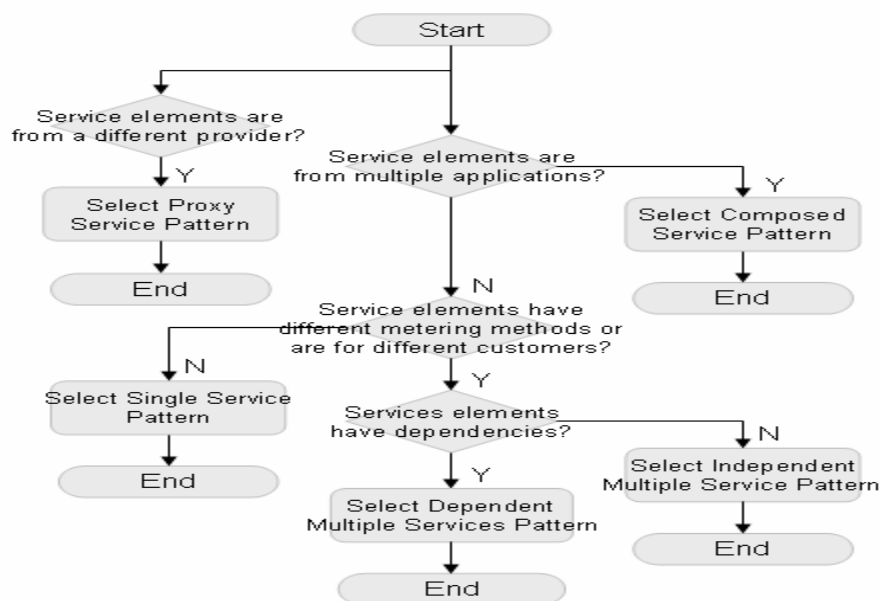 Start
Service elements are
from a different provider?
Y
Select Proxy
Service Pattern
End
Service elements are
from multiple applications?
Y
Select Composed
Service Pattern
End
N
Service elements have
different metering methods or
are for different customers?
N
Select Single Service
Pattern
End
Y
Services elements
have dependencies?
N
Select Independent
Multiple Service Pattern
End
Y
Select Dependent
Multiple Services Pattern
End